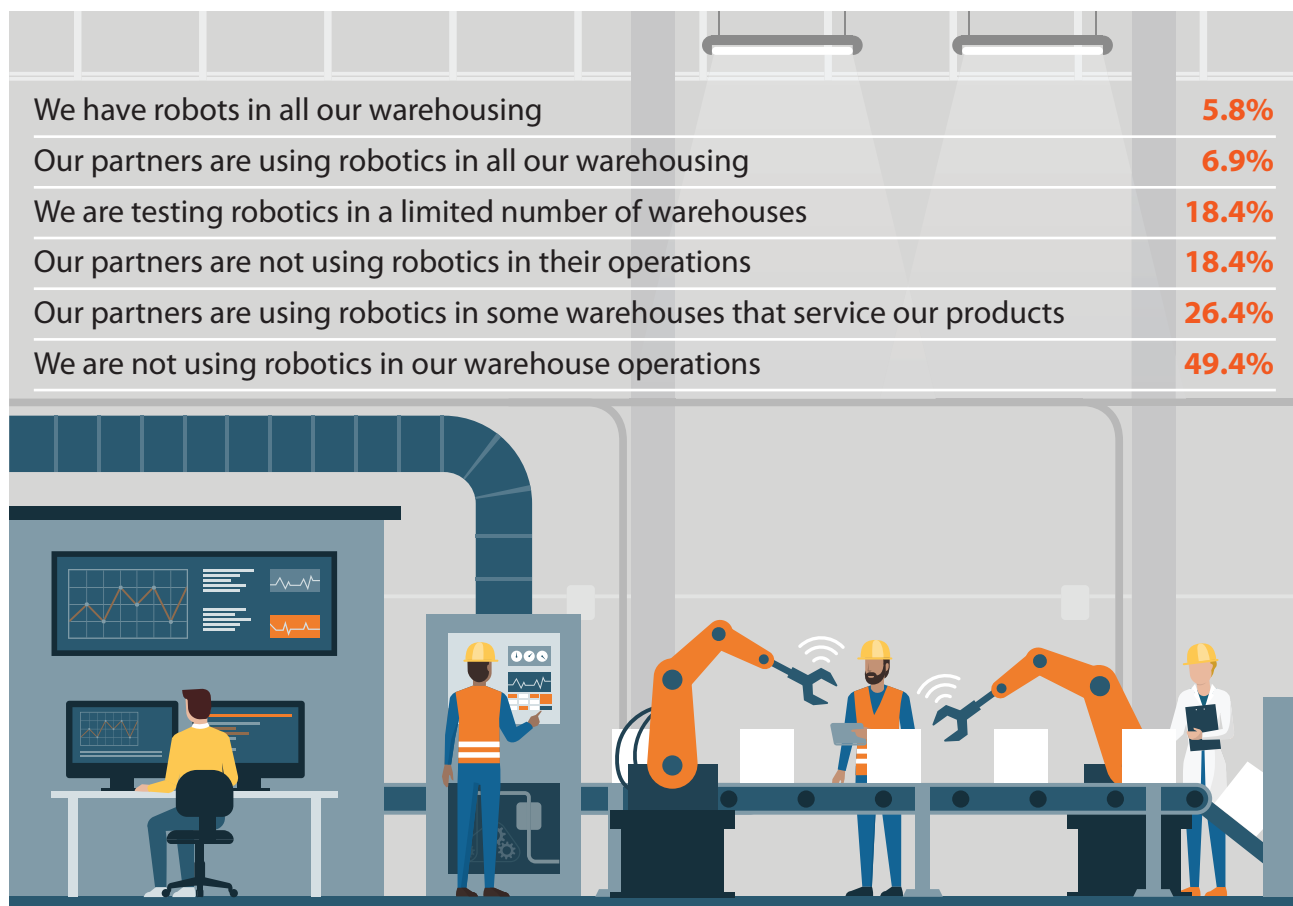 We have robots in all our warehousing 5.8%
Our partners are using robotics in all our warehousing 6.9%
We are testing robotics in a limited number of warehouses 18.4%
Our partners are not using robotics in their operations 18.4%
Our partners are using robotics in some warehouses that service our products 26.4%
We are not using robotics in our warehouse operations 49.4%